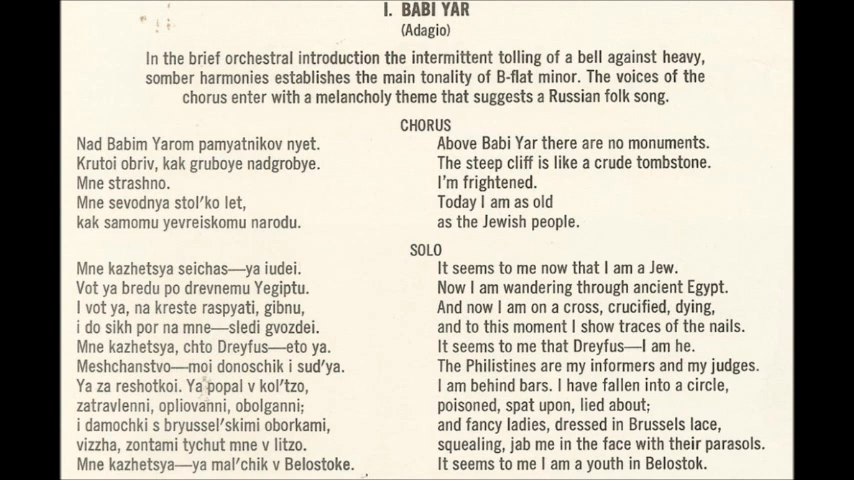 I. BABI YAR
(Adagio)
In the brief orchestral introduction the intermittent tolling of a bell against heavy,
somber harmonies establishes the main tonality of B-flat minor. The voices of the
chorus enter with a melancholy theme that suggests a Russian folk song.
CHORUS
Nad Babim Yarom pamyatnikov nyet.
Krutoi obriv, kak gruboye nadgrobye.
Mne strashno.
Mne sevodnya stol'ko let,
kak samomu yevreiskomu narodu.
Above Babi Yar there are no monuments.
The steep cliff is like a crude tombstone.
I'm frightened.
Today I am as old
as the Jewish people.
SOLO
Mne kazhetsya seichas—ya iudei.
Vot ya bredu po drevnemu Yegiptu.
I vot ya, na kreste raspyati, gibnu,
i do sikh por na mne—sledi gvozdei.
Mne kazhetsya, chto Dreyfus—eto ya.
Meshchanstvo—moi donoschik i sud'ya.
Ya za reshotkoi. Ya popal v kol'tzo,
zatravlenni, opliovanni, obolganni;
i damochki s bryussel'skimi oborkami,
vizzha, zontami tychut mne v litzo.
Mne kazhetsya—ya mal'chik v Belostoke.
It seems to me now that I am a Jew.
Now I am wandering through ancient Egypt.
And now I am on a cross, crucified, dying,
and to this moment I show traces of the nails.
It seems to me that Dreyfus—I am he.
The Philistines are my informers and my judges.
I am behind bars. I have fallen into a circle,
poisoned, spat upon, lied about;
and fancy ladies, dressed in Brussels lace,
squealing, jab me in the face with their parasols.
It seems to me I am a youth in Belostok.